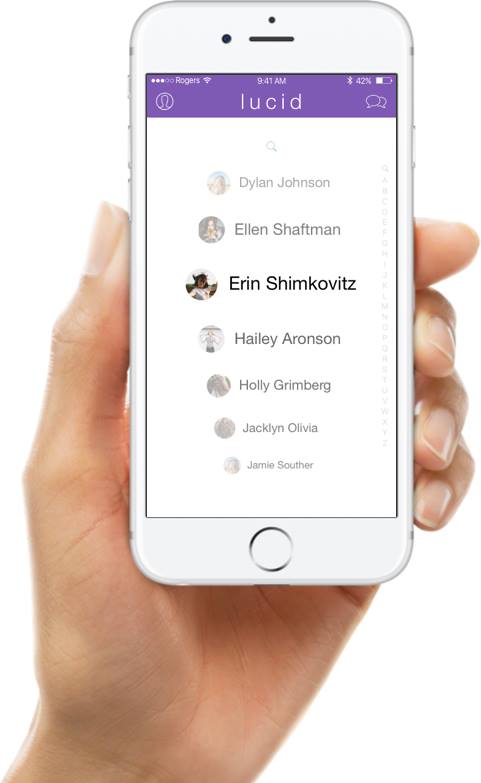 Rogers 9:41 AM 42%
lucid
Dylan Johnson
Ellen Shaftman
Erin Shimkovitz
Hailey Aronson
Holly Grimberg
Jacklyn Olivia
Jamie Souther
A
B
C
D
E
F
G
H
I
J
K
L
M
N
O
P
Q
R
S
T
U
V
W
X
Y
Z